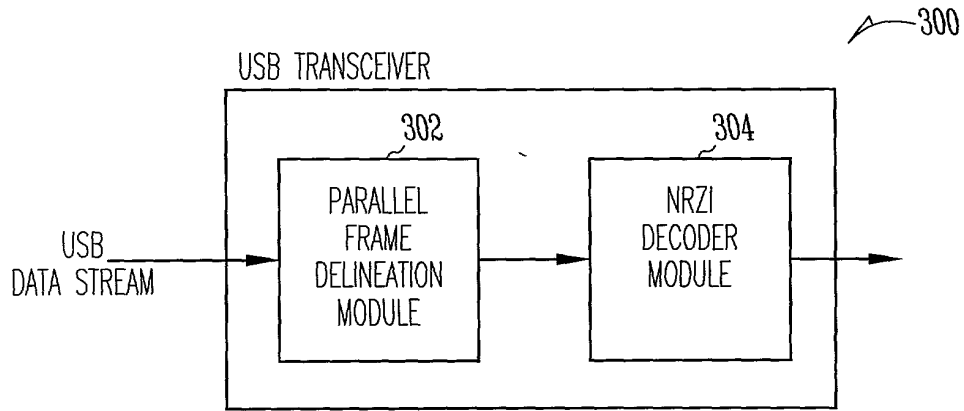 300
USB TRANSCEIVER
302
304
PARALLEL
FRAME
DELINEATION
MODULE
NRZI
DECODER
MODULE
USB
DATA STREAM